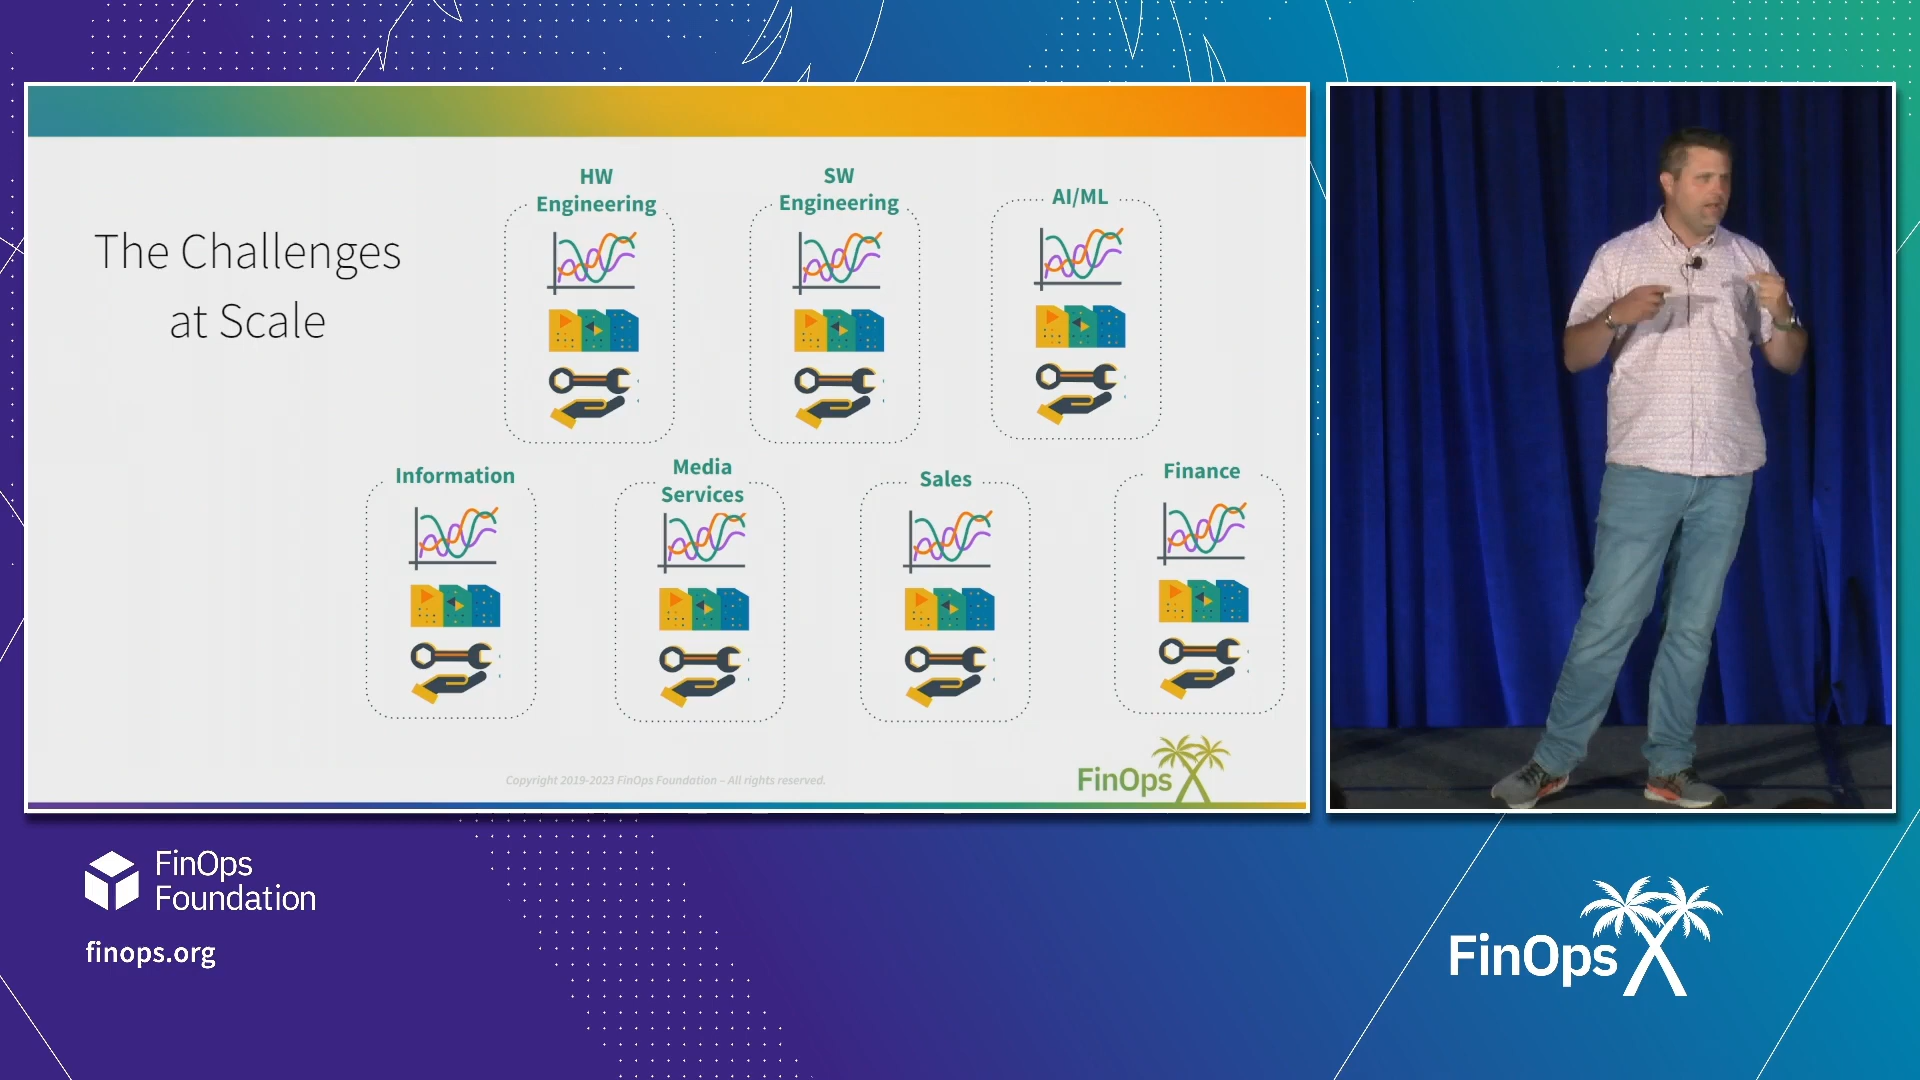 The Challenges
at Scale
HW
Engineering
SW
Engineering
AI/ML
Information
Media
Services
Sales
Finance
Copyright 2019-2023 FinOps Foundation – All rights reserved.
FinOps X
FinOps
Foundation
finops.org
FinOps X